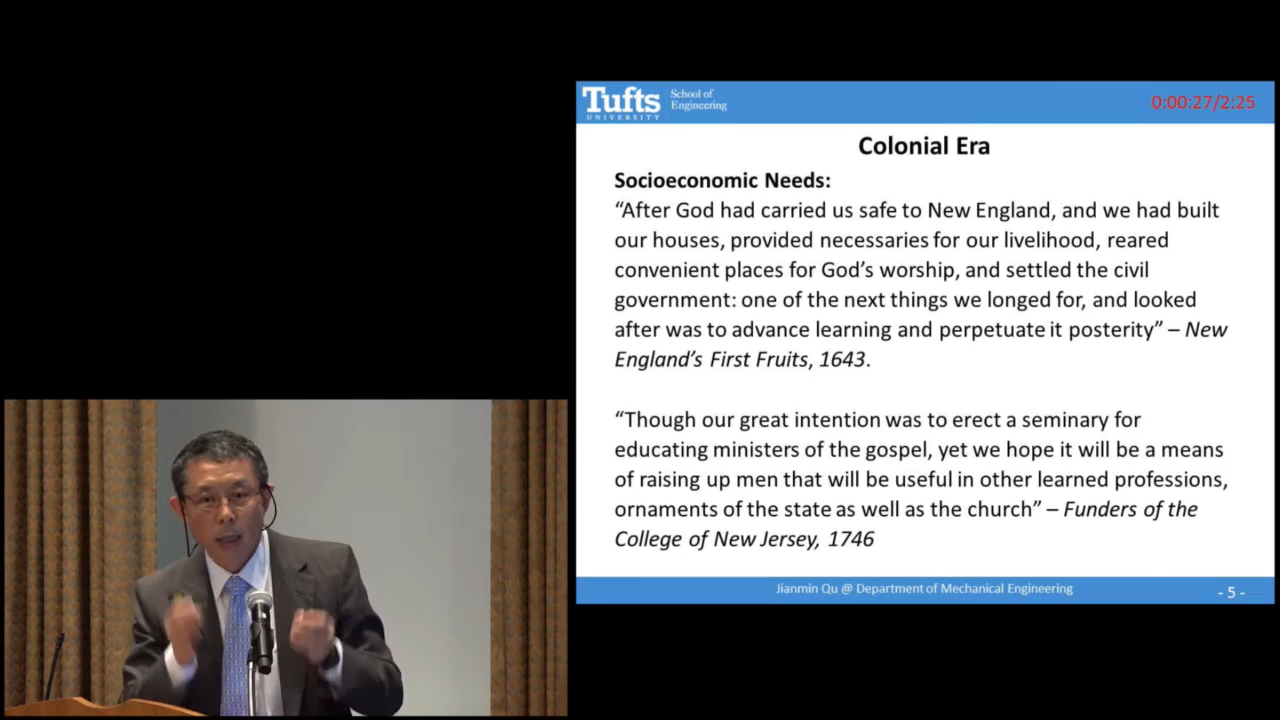 Tufts
UNIVERSITY
School of
Engineering
0:00:27/2:25
Colonial Era
Socioeconomic Needs:
“After God had carried us safe to New England, and we had built
our houses, provided necessaries for our livelihood, reared
convenient places for God’s worship, and settled the civil
government: one of the next things we longed for, and looked
after was to advance learning and perpetuate it posterity” – New
England’s First Fruits, 1643.
“Though our great intention was to erect a seminary for
educating ministers of the gospel, yet we hope it will be a means
of raising up men that will be useful in other learned professions,
ornaments of the state as well as the church” – Funders of the
College of New Jersey, 1746
Jianmin Qu @ Department of Mechanical Engineering
- 5 -